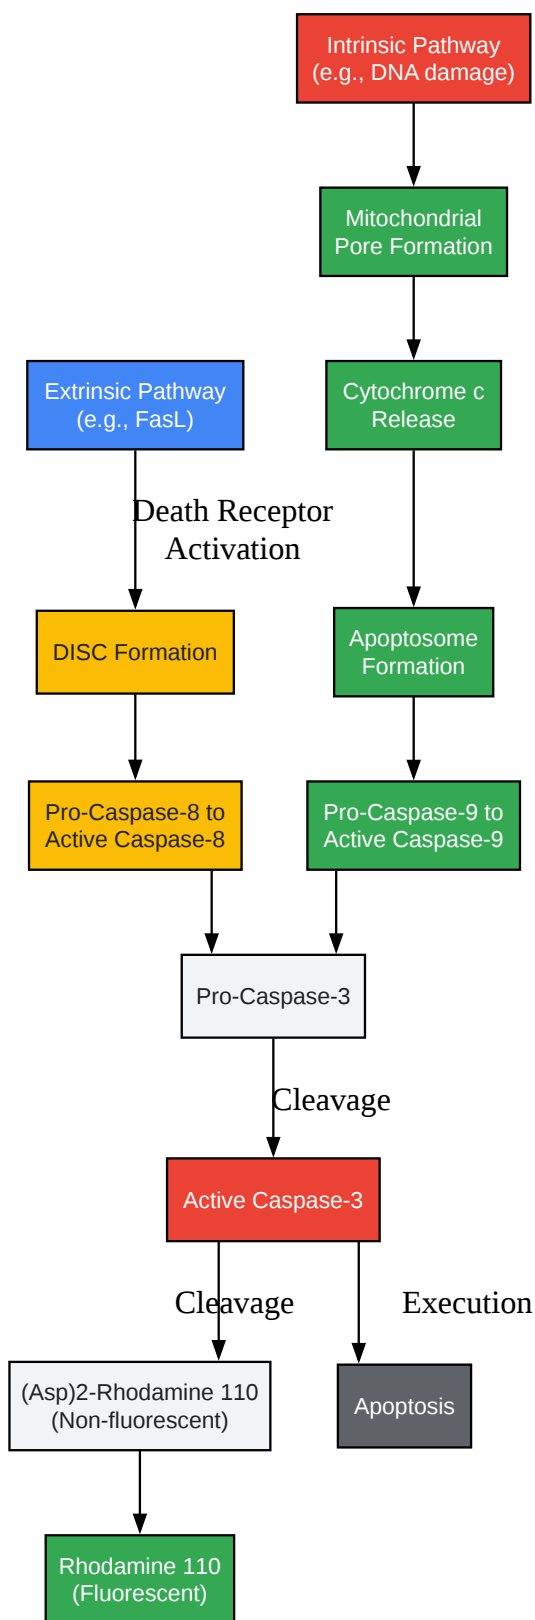 Intrinsic Pathway
(e.g., DNA damage)
Mitochondrial
Pore Formation
Extrinsic Pathway
(e.g., FasL)
Cytochrome c
Release
Death Receptor
Activation
DISC Formation
Apoptosome
Formation
Pro-Caspase-8 to
Active Caspase-8
Pro-Caspase-9 to
Active Caspase-9
Pro-Caspase-3
Cleavage
Active Caspase-3
Cleavage
Execution
(Asp)2-Rhodamine 110
(Non-fluorescent)
Apoptosis
Rhodamine 110
(Fluorescent)